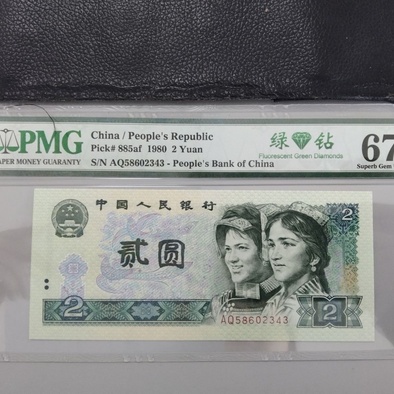 PMG
PAPER MONEY GUARANTY
China / People's Republic
Pick# 885af 1980 2 Yuan
S/N AQ58602343 - People's Bank of China
绿 钻
Fluorescent Green Diamonds
67
Superb Gem
中国人民银行
2
贰圆
2
2
AQ58602343